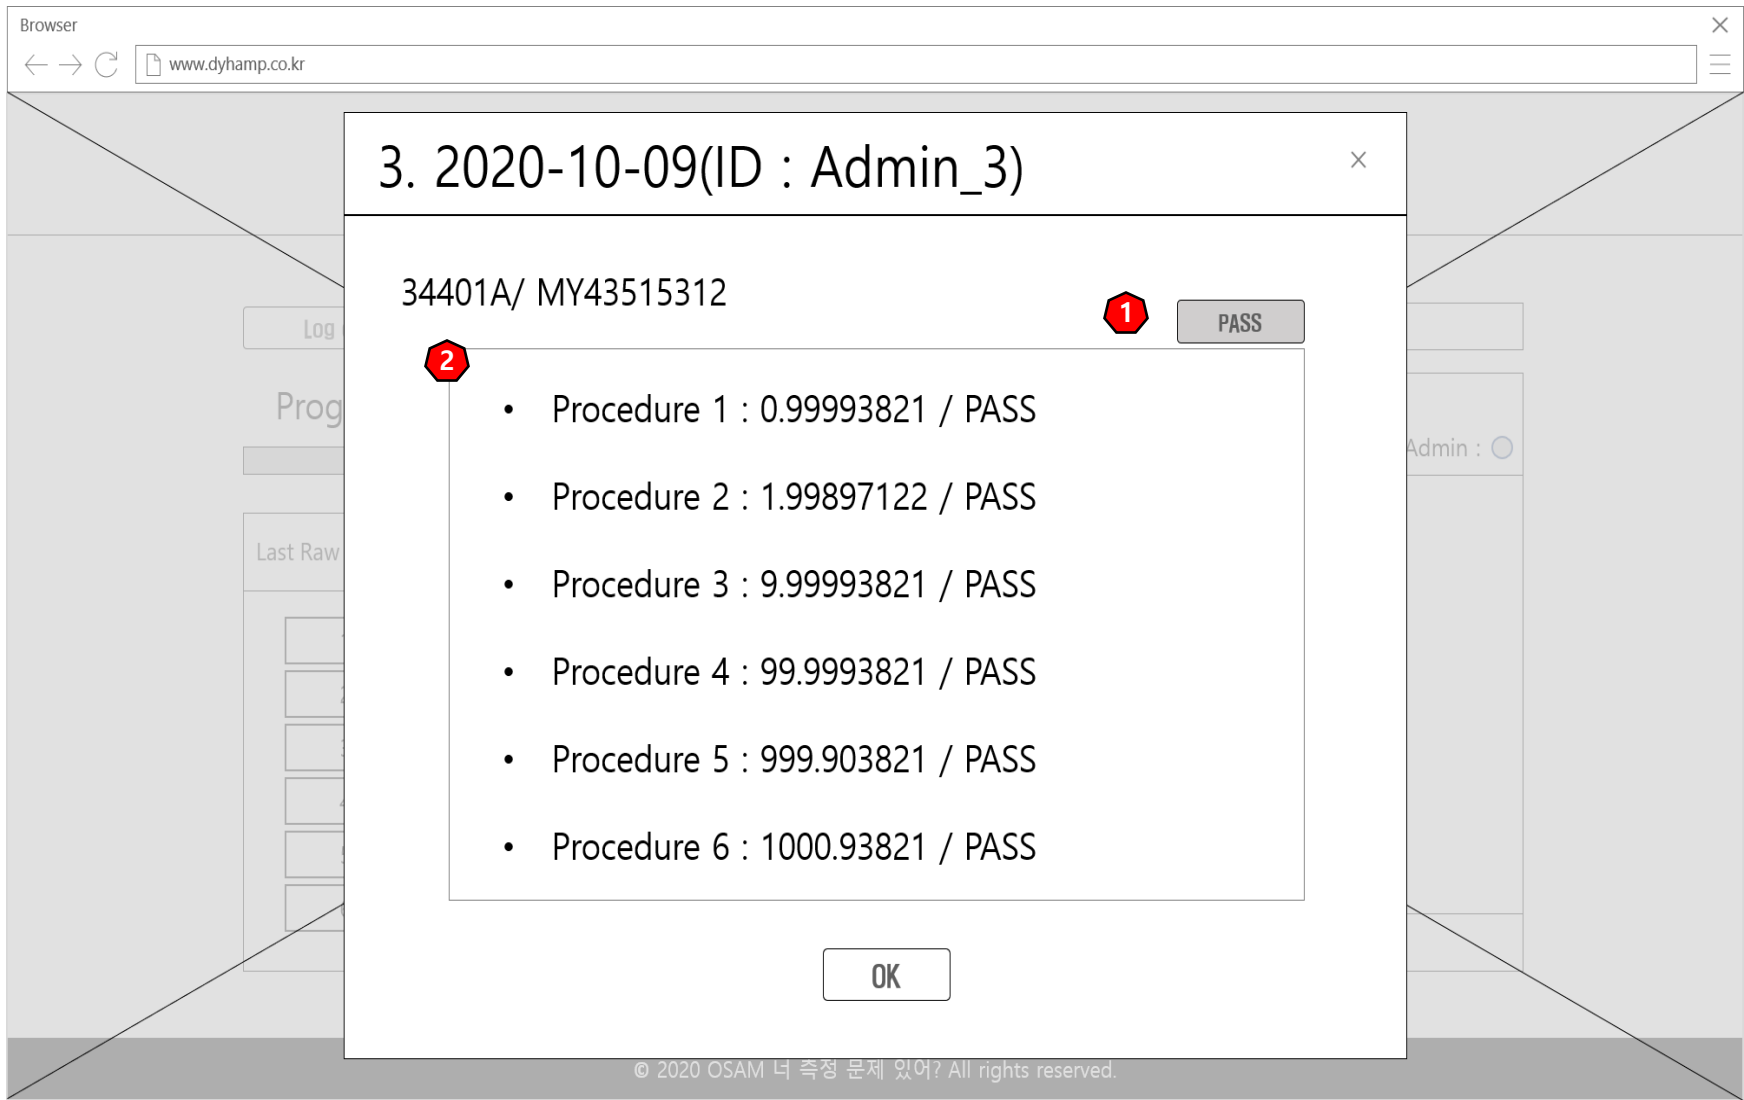 Browser
www.dyhamp.co.kr
3. 2020-10-09(ID : Admin_3)
34401A/ MY43515312
1
PASS
2
Log
Prog
Admin :
Last Raw
• Procedure 1 : 0.99993821 / PASS
• Procedure 2 : 1.99897122 / PASS
• Procedure 3 : 9.99993821 / PASS
• Procedure 4 : 99.9993821 / PASS
• Procedure 5 : 999.903821 / PASS
• Procedure 6 : 1000.93821 / PASS
OK
© 2020 OSAM 너 측정 문제 있어? All rights reserved.